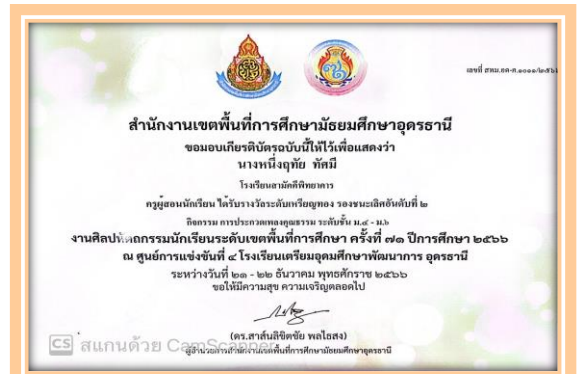 เลขที่ สพม.อด-ศ.๑๐๑๑/๒๕๖๖
สำนักงานเขตพื้นที่การศึกษามัธยมศึกษาอุดรธานี
ขอมอบเกียรติบัตรฉบับนี้ให้ไว้เพื่อแสดงว่า
นางหนึ่งฤทัย ทัศมี
โรงเรียนสามัคคีพิทยาคาร
ครูผู้สอนนักเรียน ได้รับรางวัลระดับเหรียญทอง รองชนะเลิศอันดับที่ ๒
กิจกรรม การประกวดเพลงคุณธรรม ระดับชั้น ม.๔ - ม.๖
งานศิลปหัตถกรรมนักเรียนระดับเขตพื้นที่การศึกษา ครั้งที่ ๗๑ ปีการศึกษา ๒๕๖๖
ณ ศูนย์การแข่งขันที่ ๔ โรงเรียนเตรียมอุดมศึกษาพัฒนาการ อุดรธานี
ระหว่างวันที่ ๒๑ - ๒๒ ธันวาคม พุทธศักราช ๒๕๖๖
ขอให้มีความสุข ความเจริญตลอดไป
(ดร.สาส์นลิขิตชัย พลไธสง)
ผู้อำนวยการสำนักงานเขตพื้นที่การศึกษามัธยมศึกษาอุดรธานี
CS สแกนด้วย CamScanner